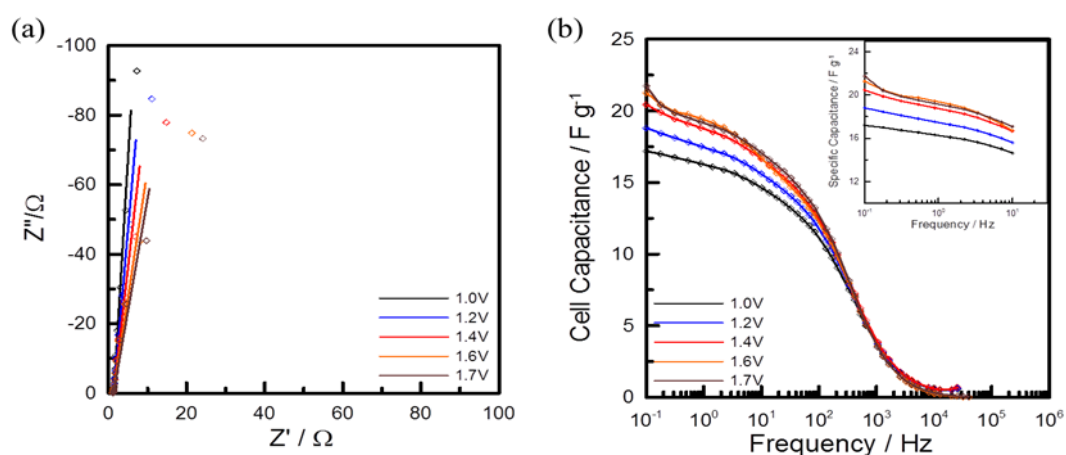 (a)
-100
-80
-60
-40
-20
0
Z"/Ω
0 20 40 60 80 100
Z' / Ω
1.0V
1.2V
1.4V
1.6V
1.7V
(b)
25
20
15
10
5
0
Cell Capacitance / F g⁻¹
10⁻¹ 10⁰ 10¹ 10² 10³ 10⁴ 10⁵ 10⁶
Frequency / Hz
1.0V
1.2V
1.4V
1.6V
1.7V
24
22
20
18
16
14
12
Specific Capacitance / F g⁻¹
10⁻¹ 10⁰ 10¹
Frequency / Hz